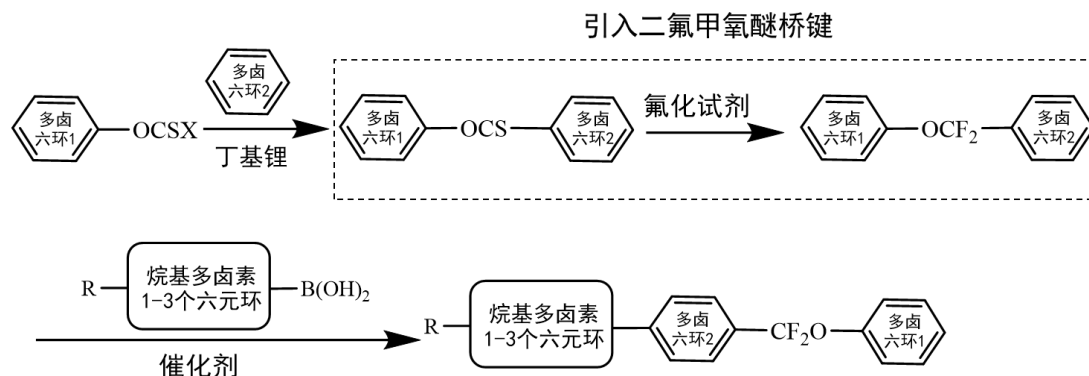 引入二氟甲氧醚桥键
多卤
六环1
OCSX
多卤
六环2
丁基锂
多卤
六环1
OCS
多卤
六环2
氟化试剂
多卤
六环1
OCF₂
多卤
六环2
R
烷基多卤素
1-3个六元环
B(OH)₂
催化剂
R
烷基多卤素
1-3个六元环
多卤
六环2
CF₂O
多卤
六环1